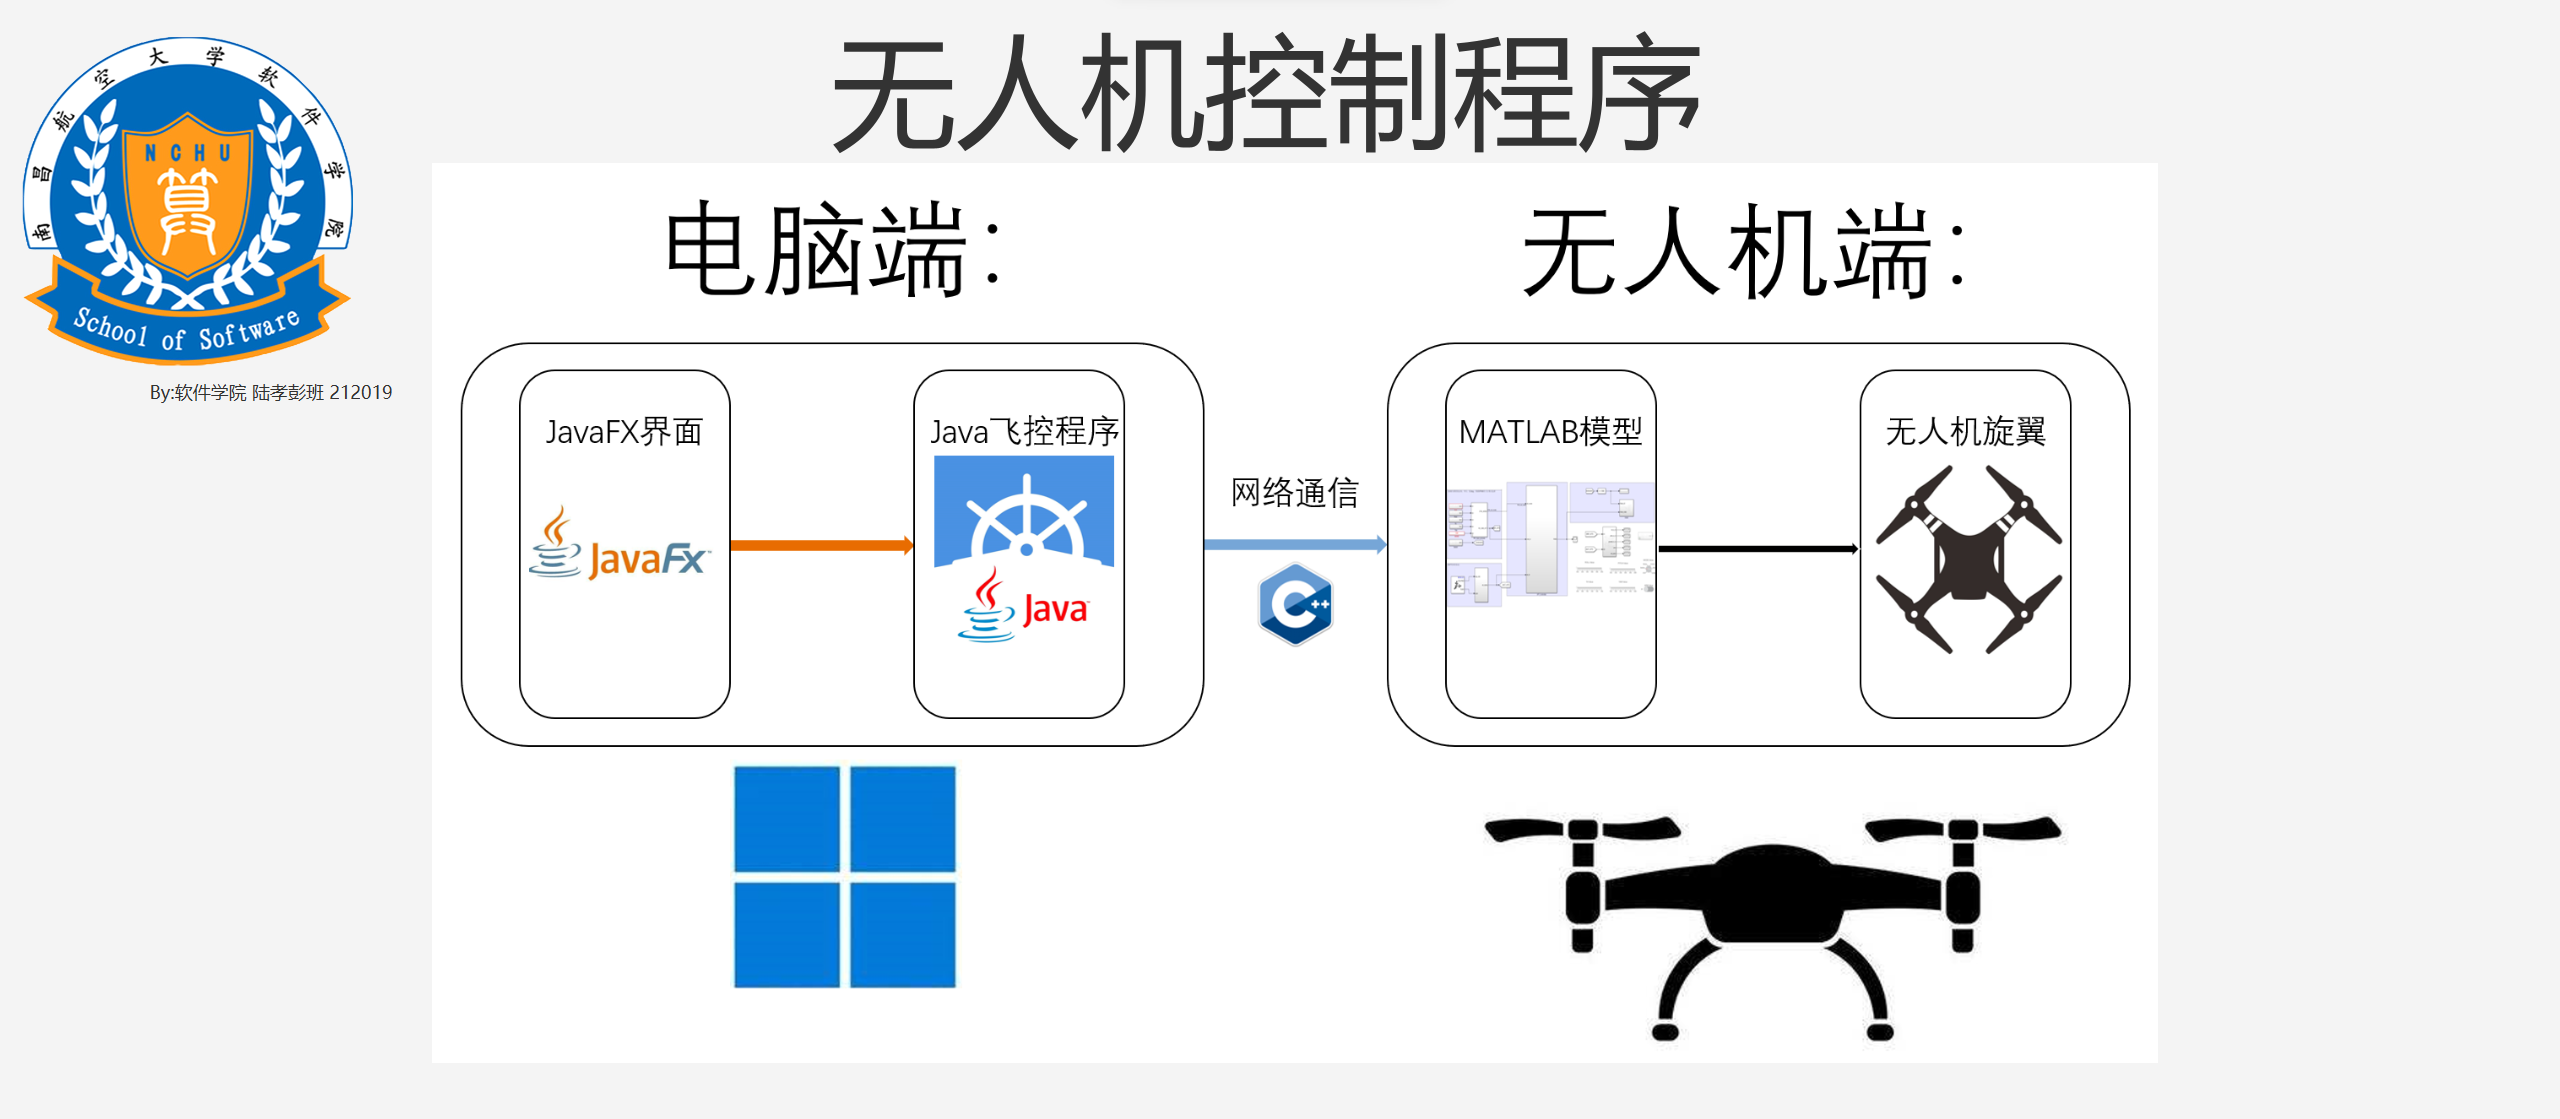 无人机控制程序
南昌航空大学软件学院
NCHU
School of Software
By:软件学院 陆孝彭班 212019
电脑端：
无人机端：
JavaFX界面
JavaFx
Java飞控程序
Java
网络通信
C++
MATLAB模型
无人机旋翼